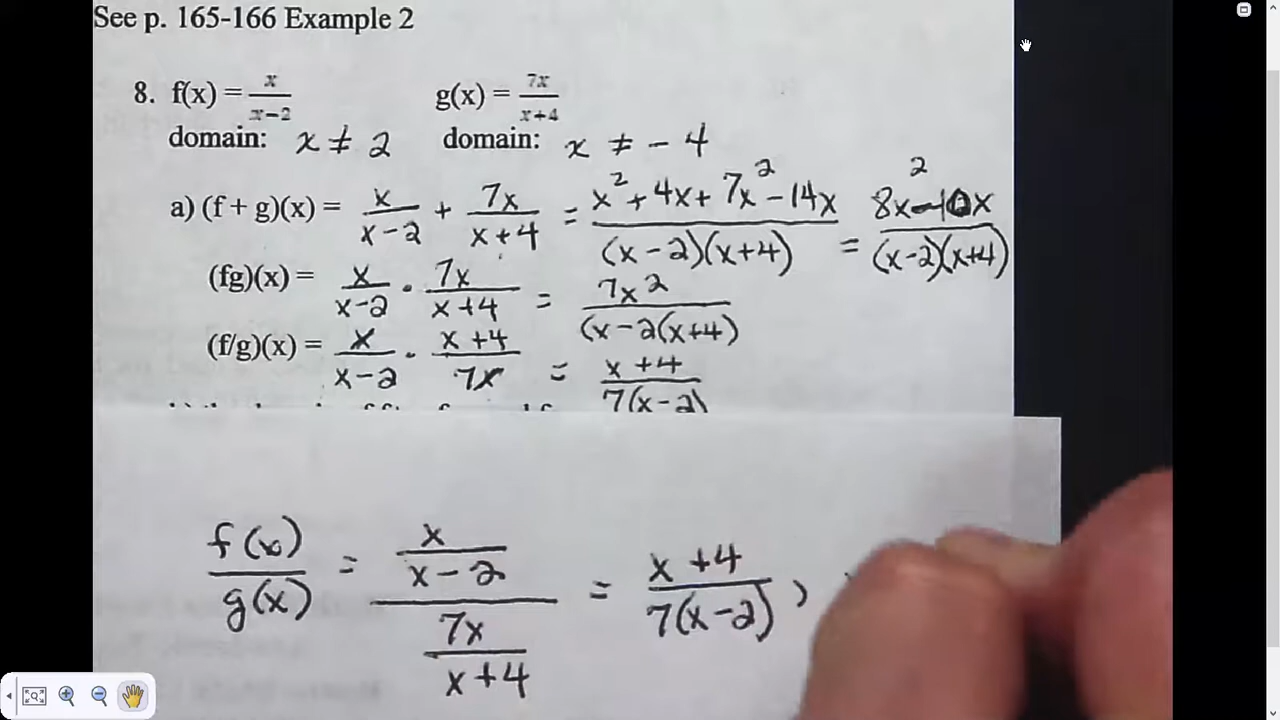 See p. 165-166 Example 2
8. f(x) = x/(x-2) g(x) = 7x/(x+4)
domain: x ≠ 2 domain: x ≠ -4
a) (f + g)(x) = x/(x-2) + 7x/(x+4) = (x² + 4x + 7x² - 14x)/((x-2)(x+4)) = (8x² - 10x)/((x-2)(x+4))
(fg)(x) = x/(x-2) · 7x/(x+4) = 7x²/((x-2(x+4))
(f/g)(x) = x/(x-2) · (x+4)/7x = (x+4)/(7(x-2))
f(x)/g(x) = (x/(x-2))/(7x/(x+4)) = (x+4)/(7(x-2)),